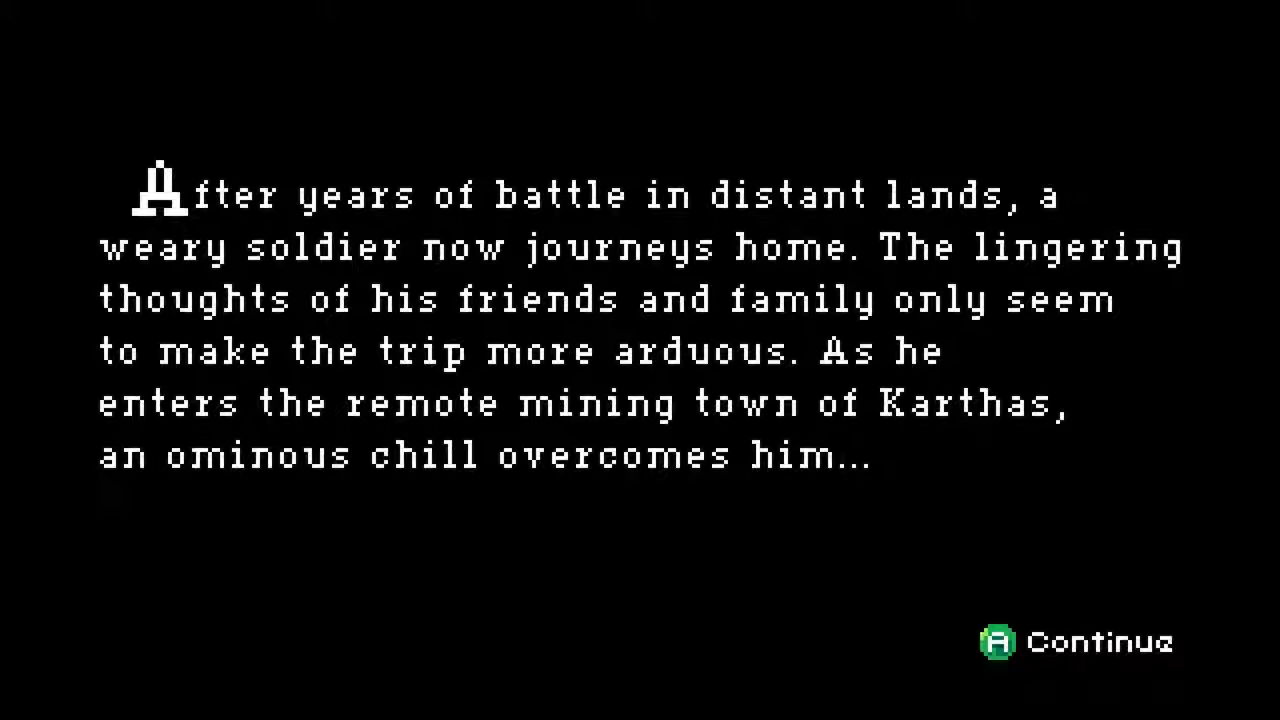 After years of battle in distant lands, a
weary soldier now journeys home. The lingering
thoughts of his friends and family only seem
to make the trip more arduous. As he
enters the remote mining town of Karthas,
an ominous chill overcomes him...
A Continue